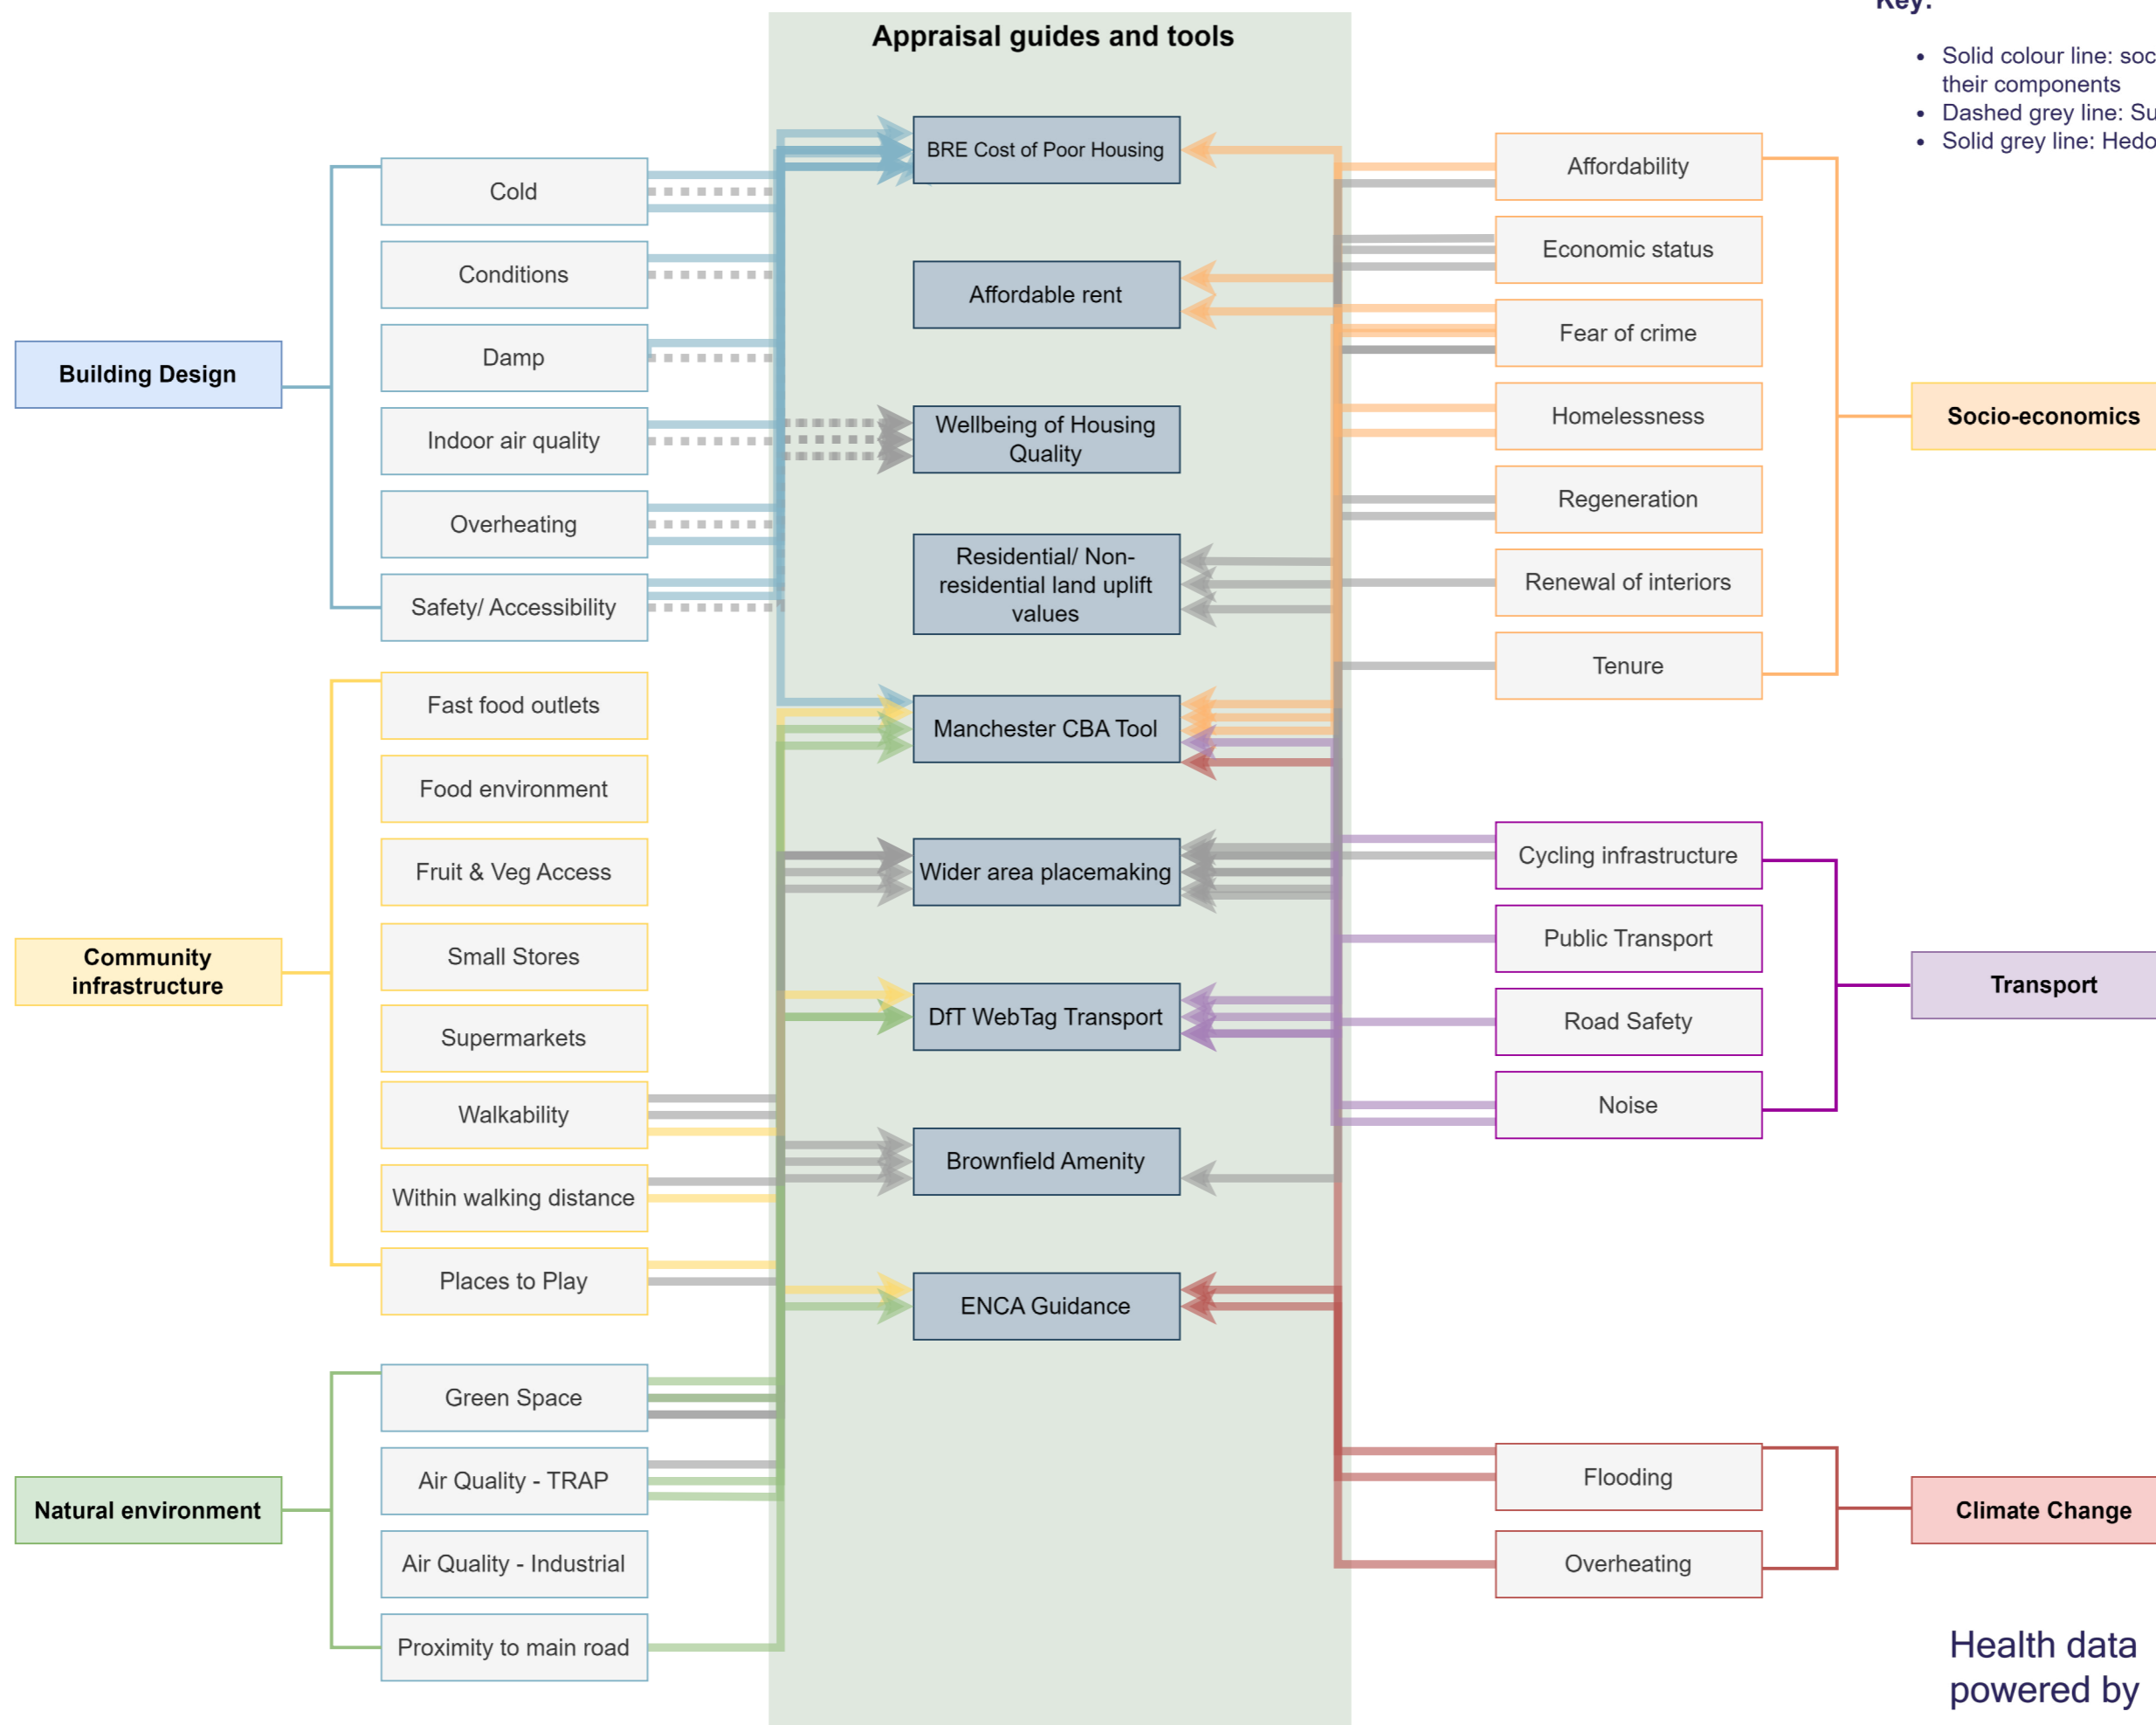 Appraisal guides and tools
Key:
Solid colour line: soc
their components
Dashed grey line: Su
Solid grey line: Hedo
Building Design
Cold
Conditions
Damp
Indoor air quality
Overheating
Safety/ Accessibility
Community
infrastructure
Fast food outlets
Food environment
Fruit & Veg Access
Small Stores
Supermarkets
Walkability
Within walking distance
Places to Play
Natural environment
Green Space
Air Quality - TRAP
Air Quality - Industrial
Proximity to main road
BRE Cost of Poor Housing
Affordable rent
Wellbeing of Housing
Quality
Residential/ Non-
residential land uplift
values
Manchester CBA Tool
Wider area placemaking
DfT WebTag Transport
Brownfield Amenity
ENCA Guidance
Affordability
Economic status
Fear of crime
Homelessness
Regeneration
Renewal of interiors
Tenure
Socio-economics
Cycling infrastructure
Public Transport
Road Safety
Noise
Transport
Flooding
Overheating
Climate Change
Health data
powered by